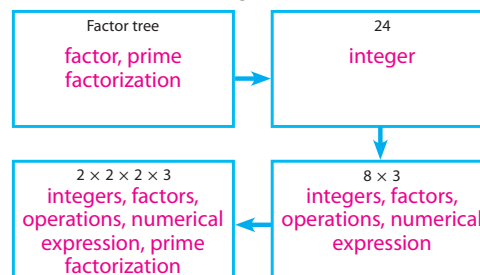 Factor tree
factor, prime
factorization
24
integer
2 × 2 × 2 × 3
integers, factors,
operations, numerical
expression, prime
factorization
8 × 3
integers, factors,
operations, numerical
expression